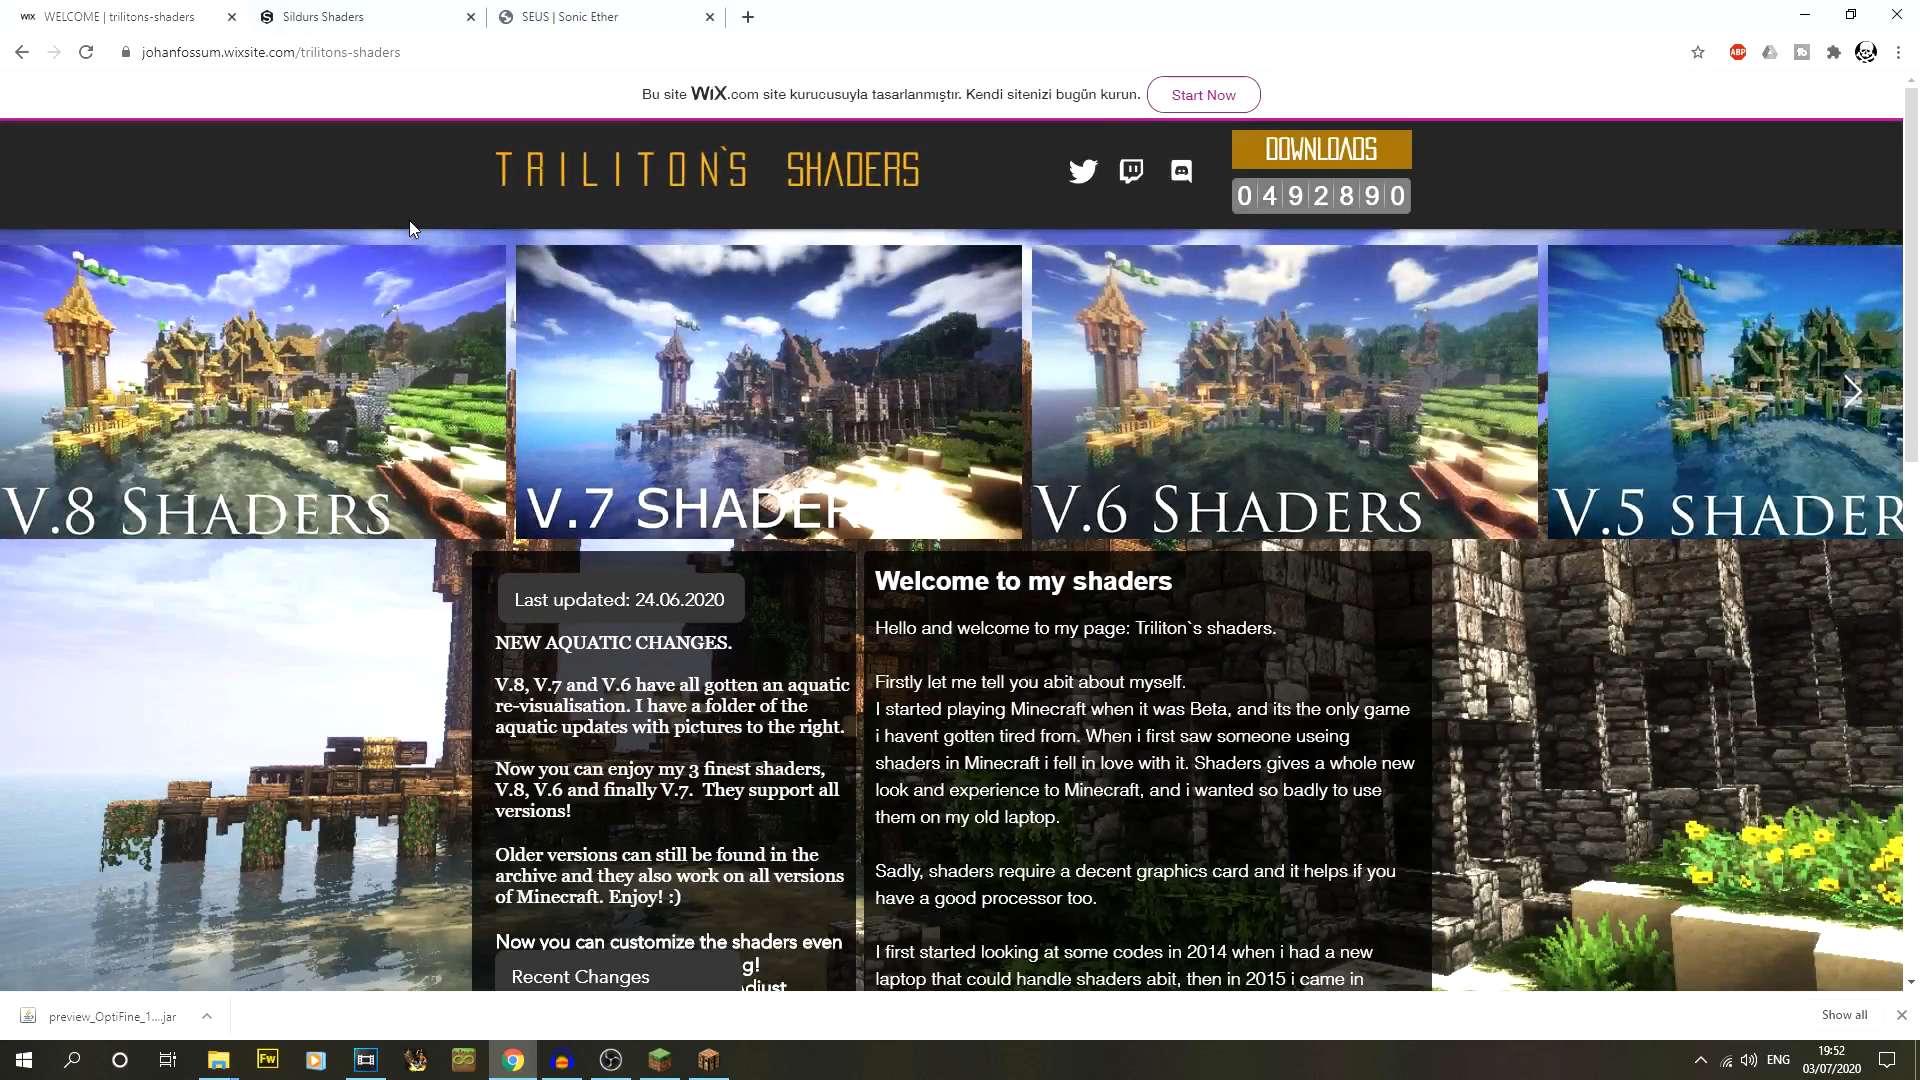 WiX WELCOME | trilitons-shaders
Sildurs Shaders
SEUS | Sonic Ether
johanfossum.wixsite.com/trilitons-shaders
ABP
Bu site WiX.com site kurucusuyla tasarlanmıştır. Kendi sitenizi bugün kurun.
Start Now
TRILITON`S SHADERS
DOWNLOADS
0492890
V.8 SHADERS
V.7 SHADER
V.6 SHADERS
V.5 SHADER
Last updated: 24.06.2020
NEW AQUATIC CHANGES.
V.8, V.7 and V.6 have all gotten an aquatic
re-visualisation. I have a folder of the
aquatic updates with pictures to the right.
Now you can enjoy my 3 finest shaders,
V.8, V.6 and finally V.7. They support all
versions!
Older versions can still be found in the
archive and they also work on all versions
of Minecraft. Enjoy! :)
Now you can customize the shaders even
g!
Recent Changes
Welcome to my shaders
Hello and welcome to my page: Triliton`s shaders.
Firstly let me tell you abit about myself.
I started playing Minecraft when it was Beta, and its the only game
i havent gotten tired from. When i first saw someone useing
shaders in Minecraft i fell in love with it. Shaders gives a whole new
look and experience to Minecraft, and i wanted so badly to use
them on my old laptop.
Sadly, shaders require a decent graphics card and it helps if you
have a good processor too.
I first started looking at some codes in 2014 when i had a new
laptop that could handle shaders abit, then in 2015 i came in
preview_OptiFine_1....jar
Show all
Fw
ENG
19:52
03/07/2020